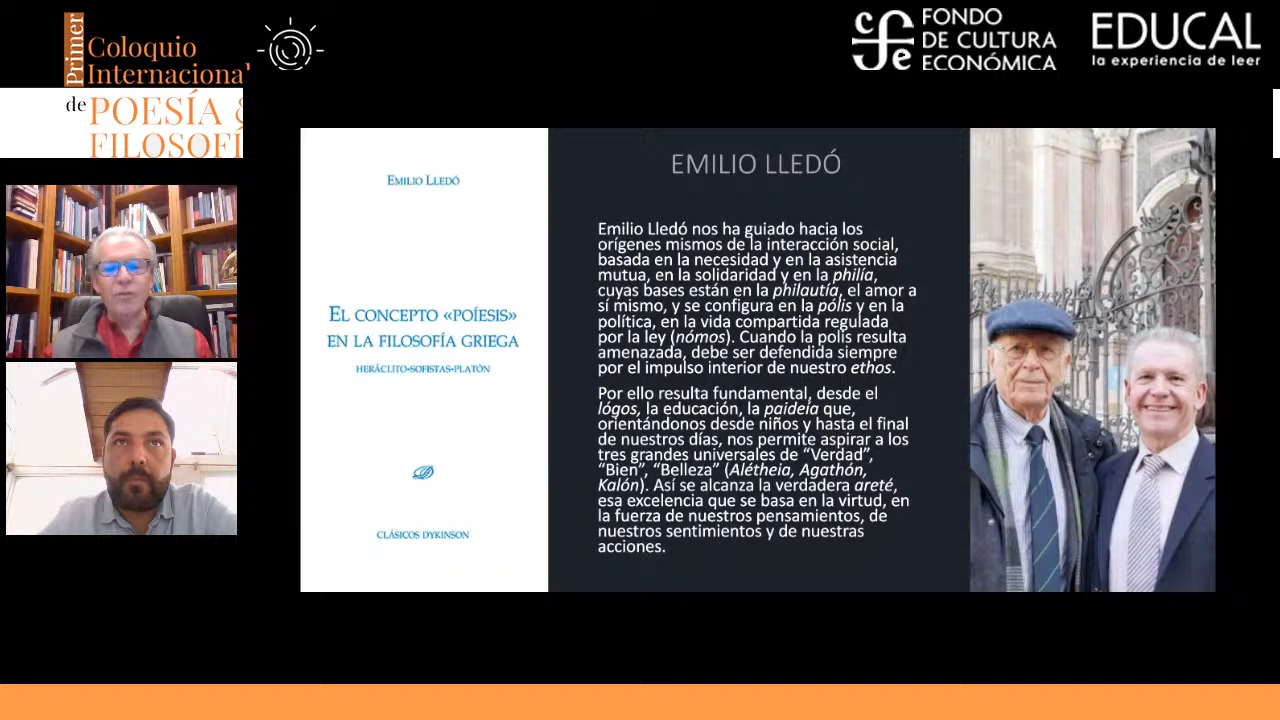 Primer
Coloquio
Internacional
de POESÍA &
FILOSOFÍ
FONDO
DE CULTURA
ECONÓMICA
EDUCAL
la experiencia de leer
EMILIO LLEDÓ
EL CONCEPTO «POÍESIS»
EN LA FILOSOFÍA GRIEGA
HERÁCLITO-SOFISTAS-PLATÓN
CLÁSICOS DYKINSON
EMILIO LLEDÓ
Emilio Lledó nos ha guiado hacia los
orígenes mismos de la interacción social,
basada en la necesidad y en la asistencia
mutua, en la solidaridad y en la philía,
cuyas bases están en la philautía, el amor a
sí mismo, y se configura en la pólis y en la
política, en la vida compartida regulada
por la ley (nómos). Cuando la polis resulta
amenazada, debe ser defendida siempre
por el impulso interior de nuestro ethos.
Por ello resulta fundamental, desde el
lógos, la educación, la paideía que,
orientándonos desde niños y hasta el final
de nuestros días, nos permite aspirar a los
tres grandes universales de “Verdad”,
“Bien”, “Belleza” (Alétheia, Agathón,
Kalón). Así se alcanza la verdadera areté,
esa excelencia que se basa en la virtud, en
la fuerza de nuestros pensamientos, de
nuestros sentimientos y de nuestras
acciones.